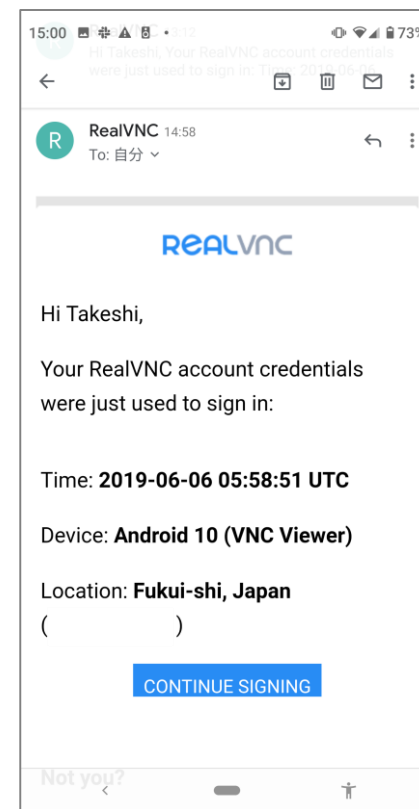 15:00
73%
RealVNC 13:12
Hi Takeshi, Your RealVNC account credentials
were just used to sign in: Time: 2019-06-06
R
RealVNC 14:58
To: 自分
REALVNC
Hi Takeshi,
Your RealVNC account credentials
were just used to sign in:
Time: 2019-06-06 05:58:51 UTC
Device: Android 10 (VNC Viewer)
Location: Fukui-shi, Japan
( )
CONTINUE SIGNING
Not you?